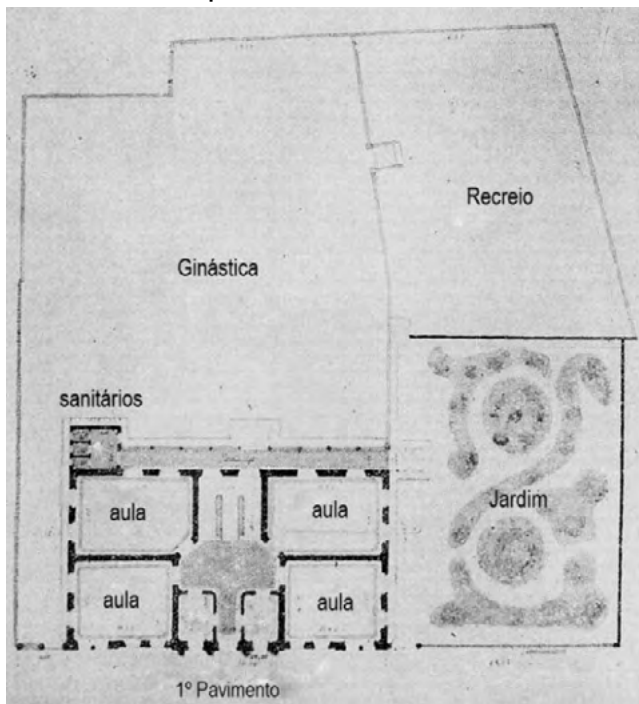 Recreio
Ginástica
sanitários
aula
aula
Jardim
aula
aula
1º Pavimento